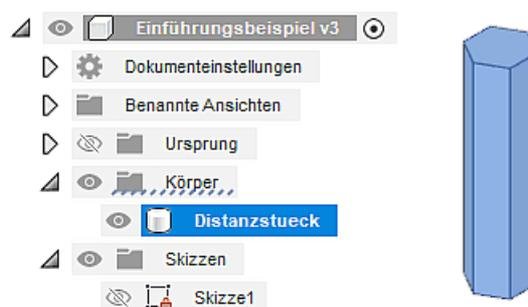 Einführungsbeispiel v3
Dokumenteinstellungen
Benannte Ansichten
Ursprung
Körper
Distanzstueck
Skizzen
Skizze1